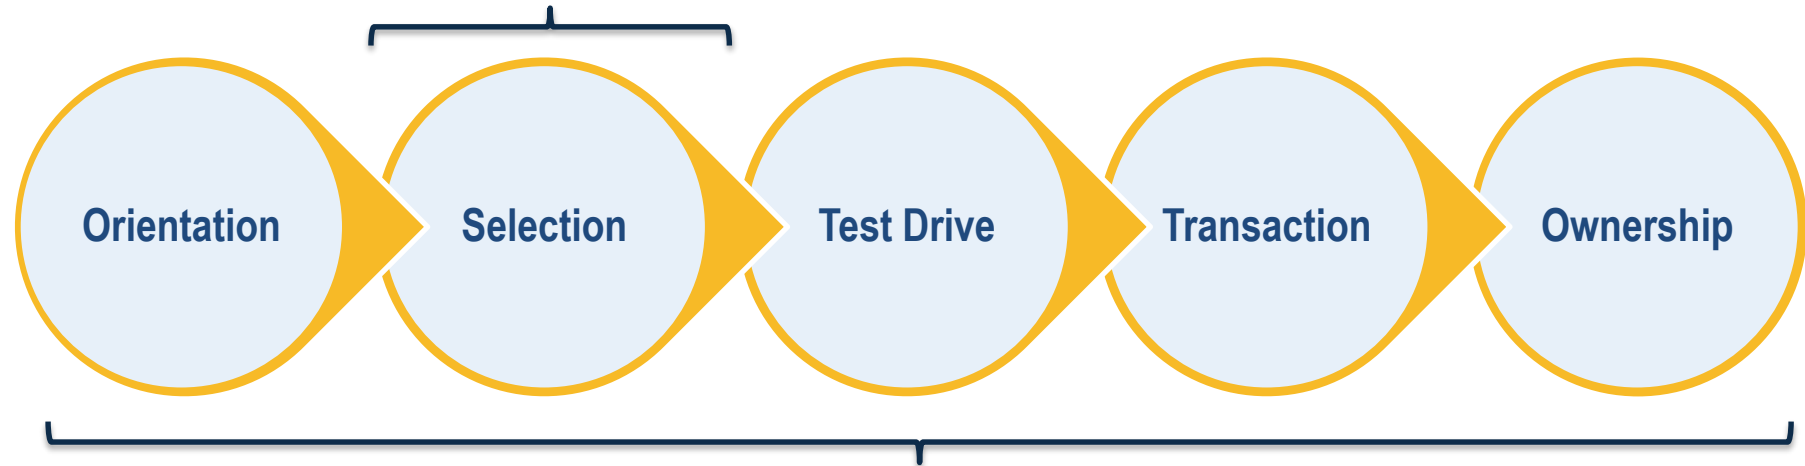 Orientation
Selection
Test Drive
Transaction
Ownership